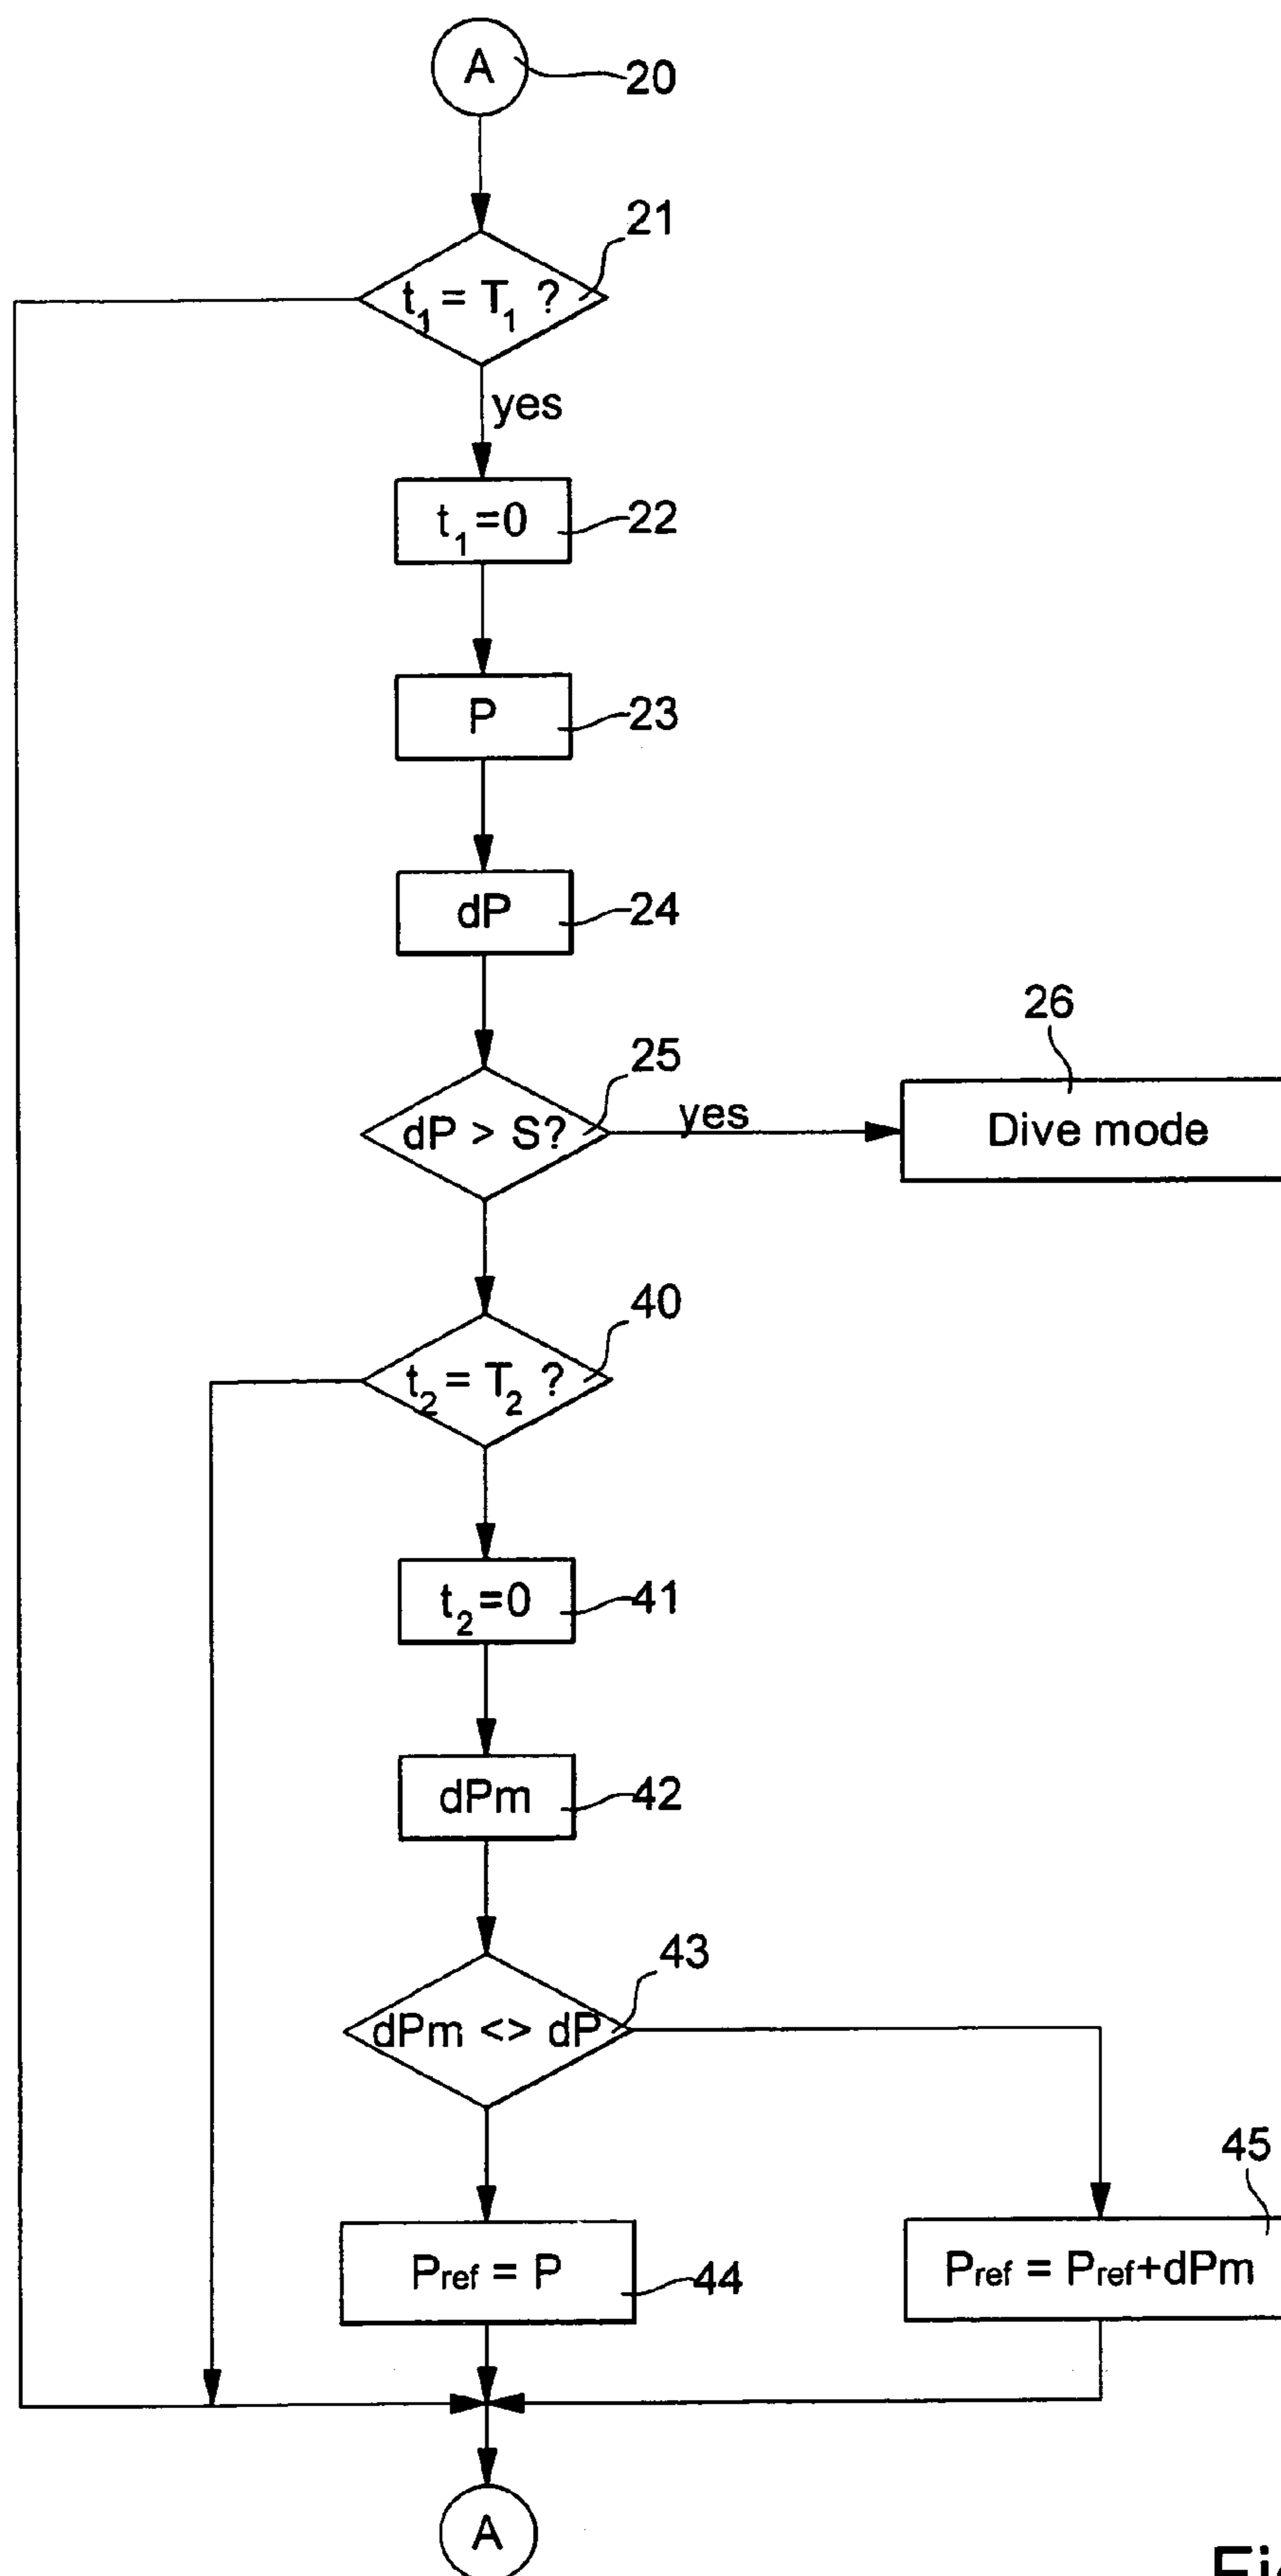 A
20
21
t1 = T1 ?
yes
t1 =0
22
P
23
dP
24
26
25
dP > S?
yes
Dive mode
40
t2 = T2 ?
t2 =0
41
dPm
42
43
dPm <> dP
45
Pref = P
44
Pref = Pref+dPm
A